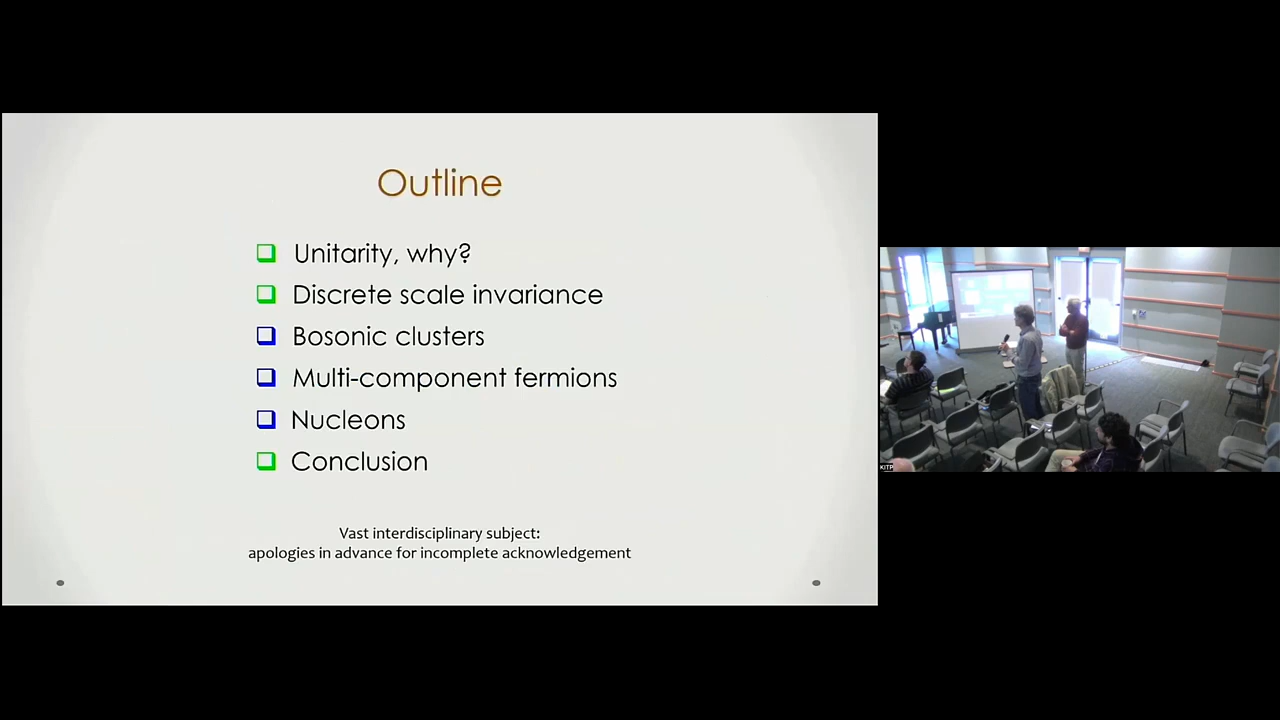 Outline
Unitarity, why?
Discrete scale invariance
Bosonic clusters
Multi-component fermions
Nucleons
Conclusion
Vast interdisciplinary subject:
apologies in advance for incomplete acknowledgement
KITP